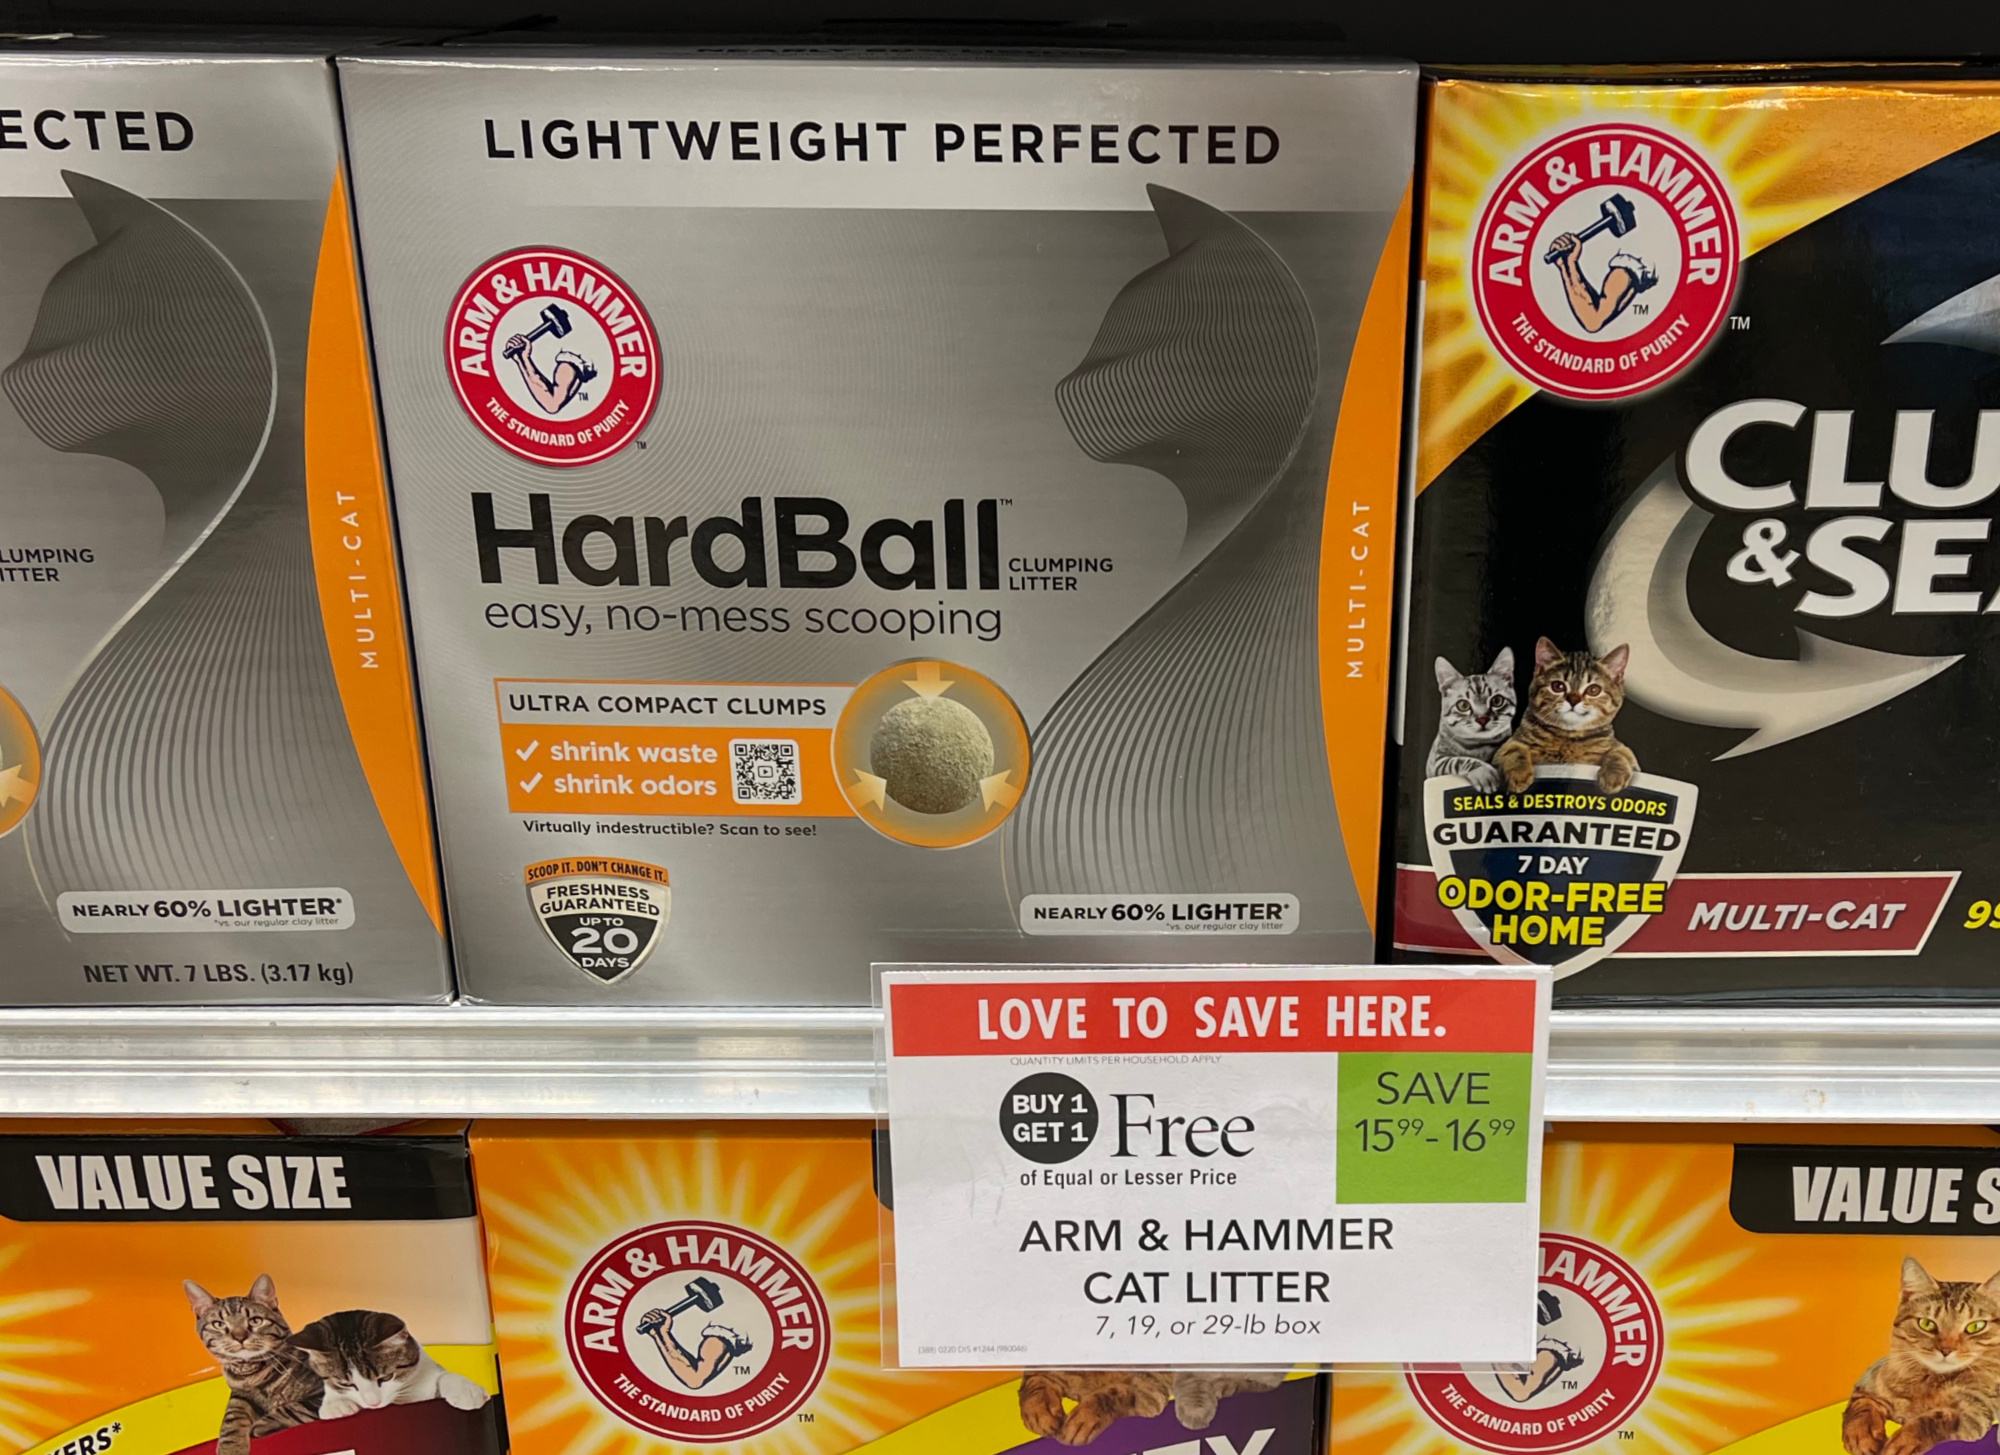 ECTED
LUMPING
ITTER
MULTI-CAT
NEARLY 60% LIGHTER*
*vs. our regular clay litter
NET WT. 7 LBS. (3.17 kg)
LIGHTWEIGHT PERFECTED
ARM & HAMMER
THE STANDARD OF PURITY
TM
TM
HardBall™
CLUMPING
LITTER
easy, no-mess scooping
ULTRA COMPACT CLUMPS
✓ shrink waste
✓ shrink odors
Virtually indestructible? Scan to see!
SCOOP IT. DON'T CHANGE IT.
FRESHNESS
GUARANTEED
UP TO
20
DAYS
MULTI-CAT
NEARLY 60% LIGHTER*
*vs. our regular clay litter
ARM & HAMMER
THE STANDARD OF PURITY
TM
TM
CLU
& SE
SEALS & DESTROYS ODORS
GUARANTEED
7 DAY
ODOR-FREE
HOME
MULTI-CAT
99
LOVE TO SAVE HERE.
QUANTITY LIMITS PER HOUSEHOLD APPLY
BUY 1
GET 1
Free
of Equal or Lesser Price
SAVE
15⁹⁹-16⁹⁹
ARM & HAMMER
CAT LITTER
7, 19, or 29-lb box
VALUE SIZE
ERS*
ARM & HAMMER
THE STANDARD OF PURITY
TM
TM
VALUE S
HAMMER
THE STANDARD OF PURITY
TM
TM